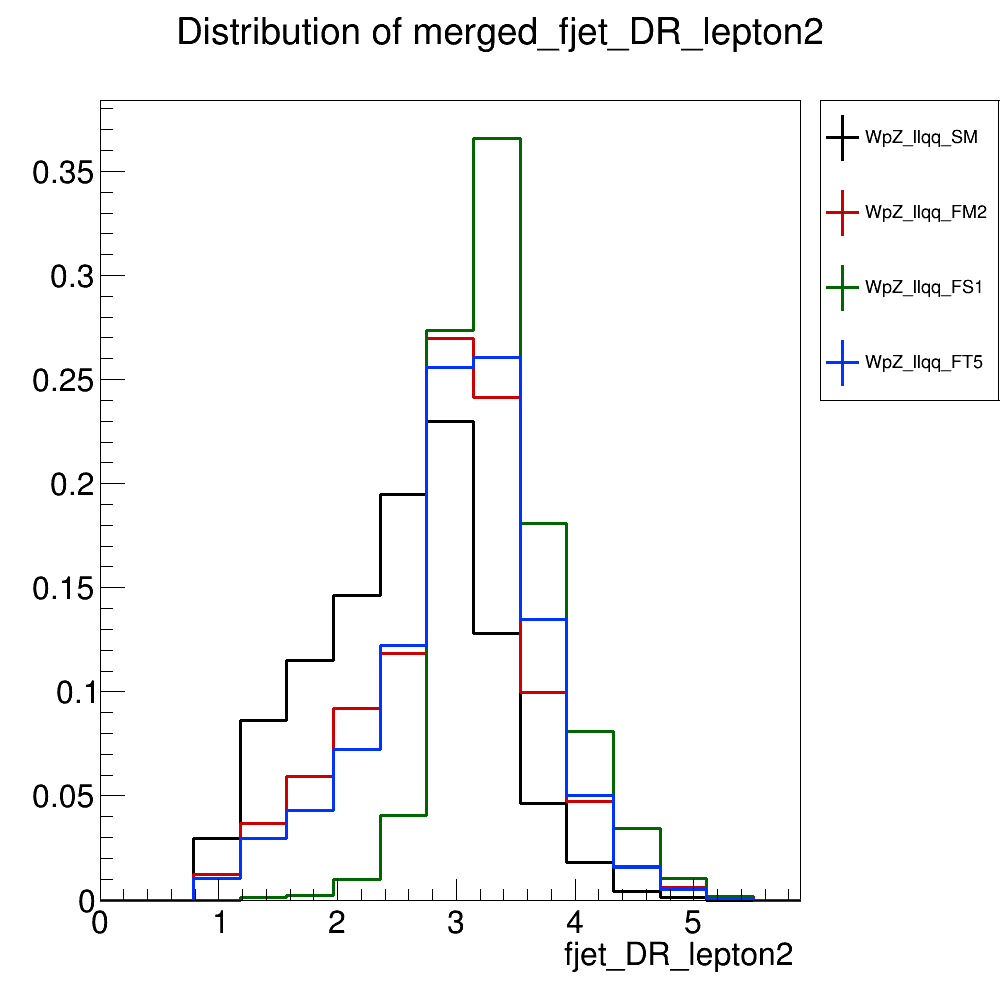 Distribution of merged_fjet_DR_lepton2
WpZ_llqq_SM
WpZ_llqq_FM2
WpZ_llqq_FS1
WpZ_llqq_FT5
0.35
0.3
0.25
0.2
0.15
0.1
0.05
0
0 1 2 3 4 5
fjet_DR_lepton2